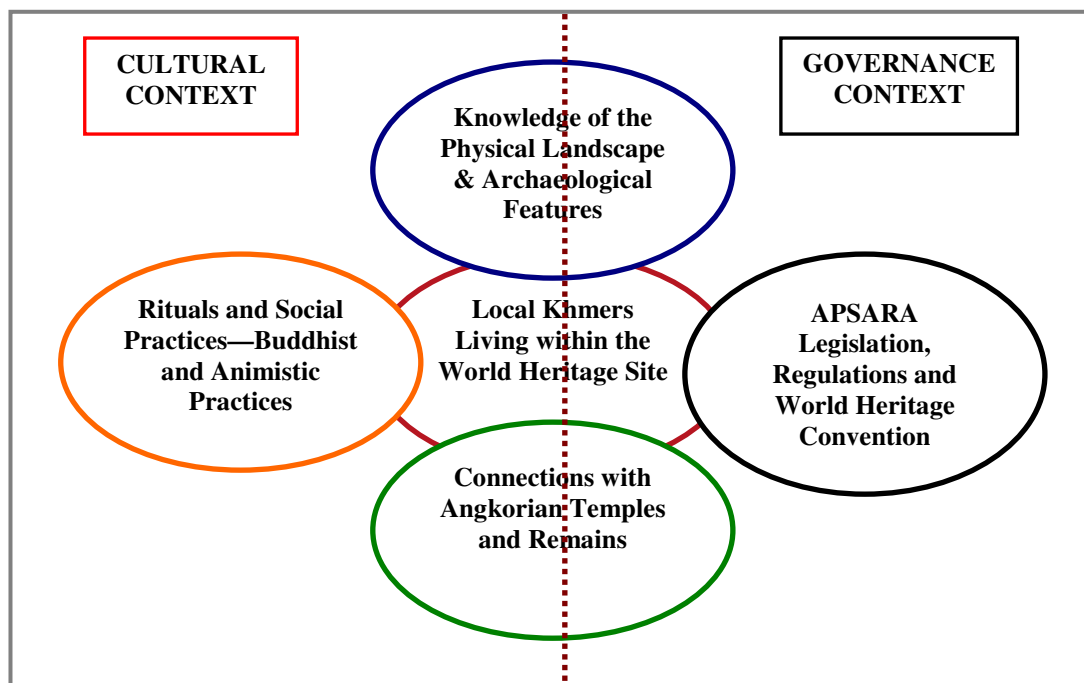 CULTURAL
CONTEXT
GOVERNANCE
CONTEXT
Knowledge of the
Physical Landscape
& Archaeological
Features
Rituals and Social
Practices—Buddhist
and Animistic
Practices
Local Khmers
Living within the
World Heritage Site
APSARA
Legislation,
Regulations and
World Heritage
Convention
Connections with
Angkorian Temples
and Remains